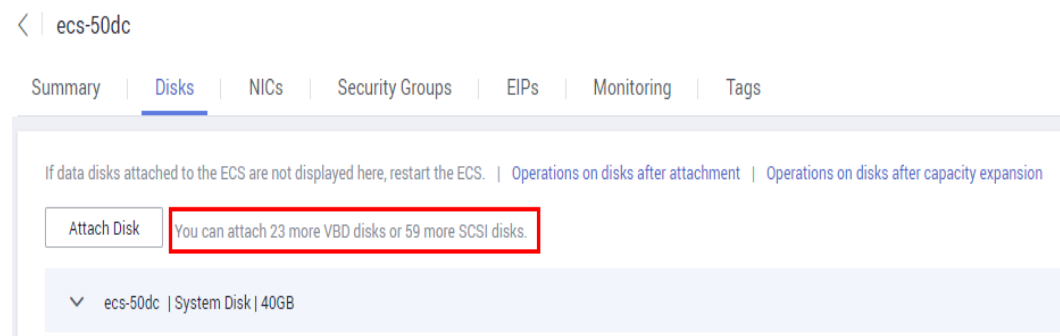 ecs-50dc
Summary | Disks | NICs | Security Groups | EIPs | Monitoring | Tags
If data disks attached to the ECS are not displayed here, restart the ECS. | Operations on disks after attachment | Operations on disks after capacity expansion
Attach Disk You can attach 23 more VBD disks or 59 more SCSI disks.
ecs-50dc | System Disk | 40GB